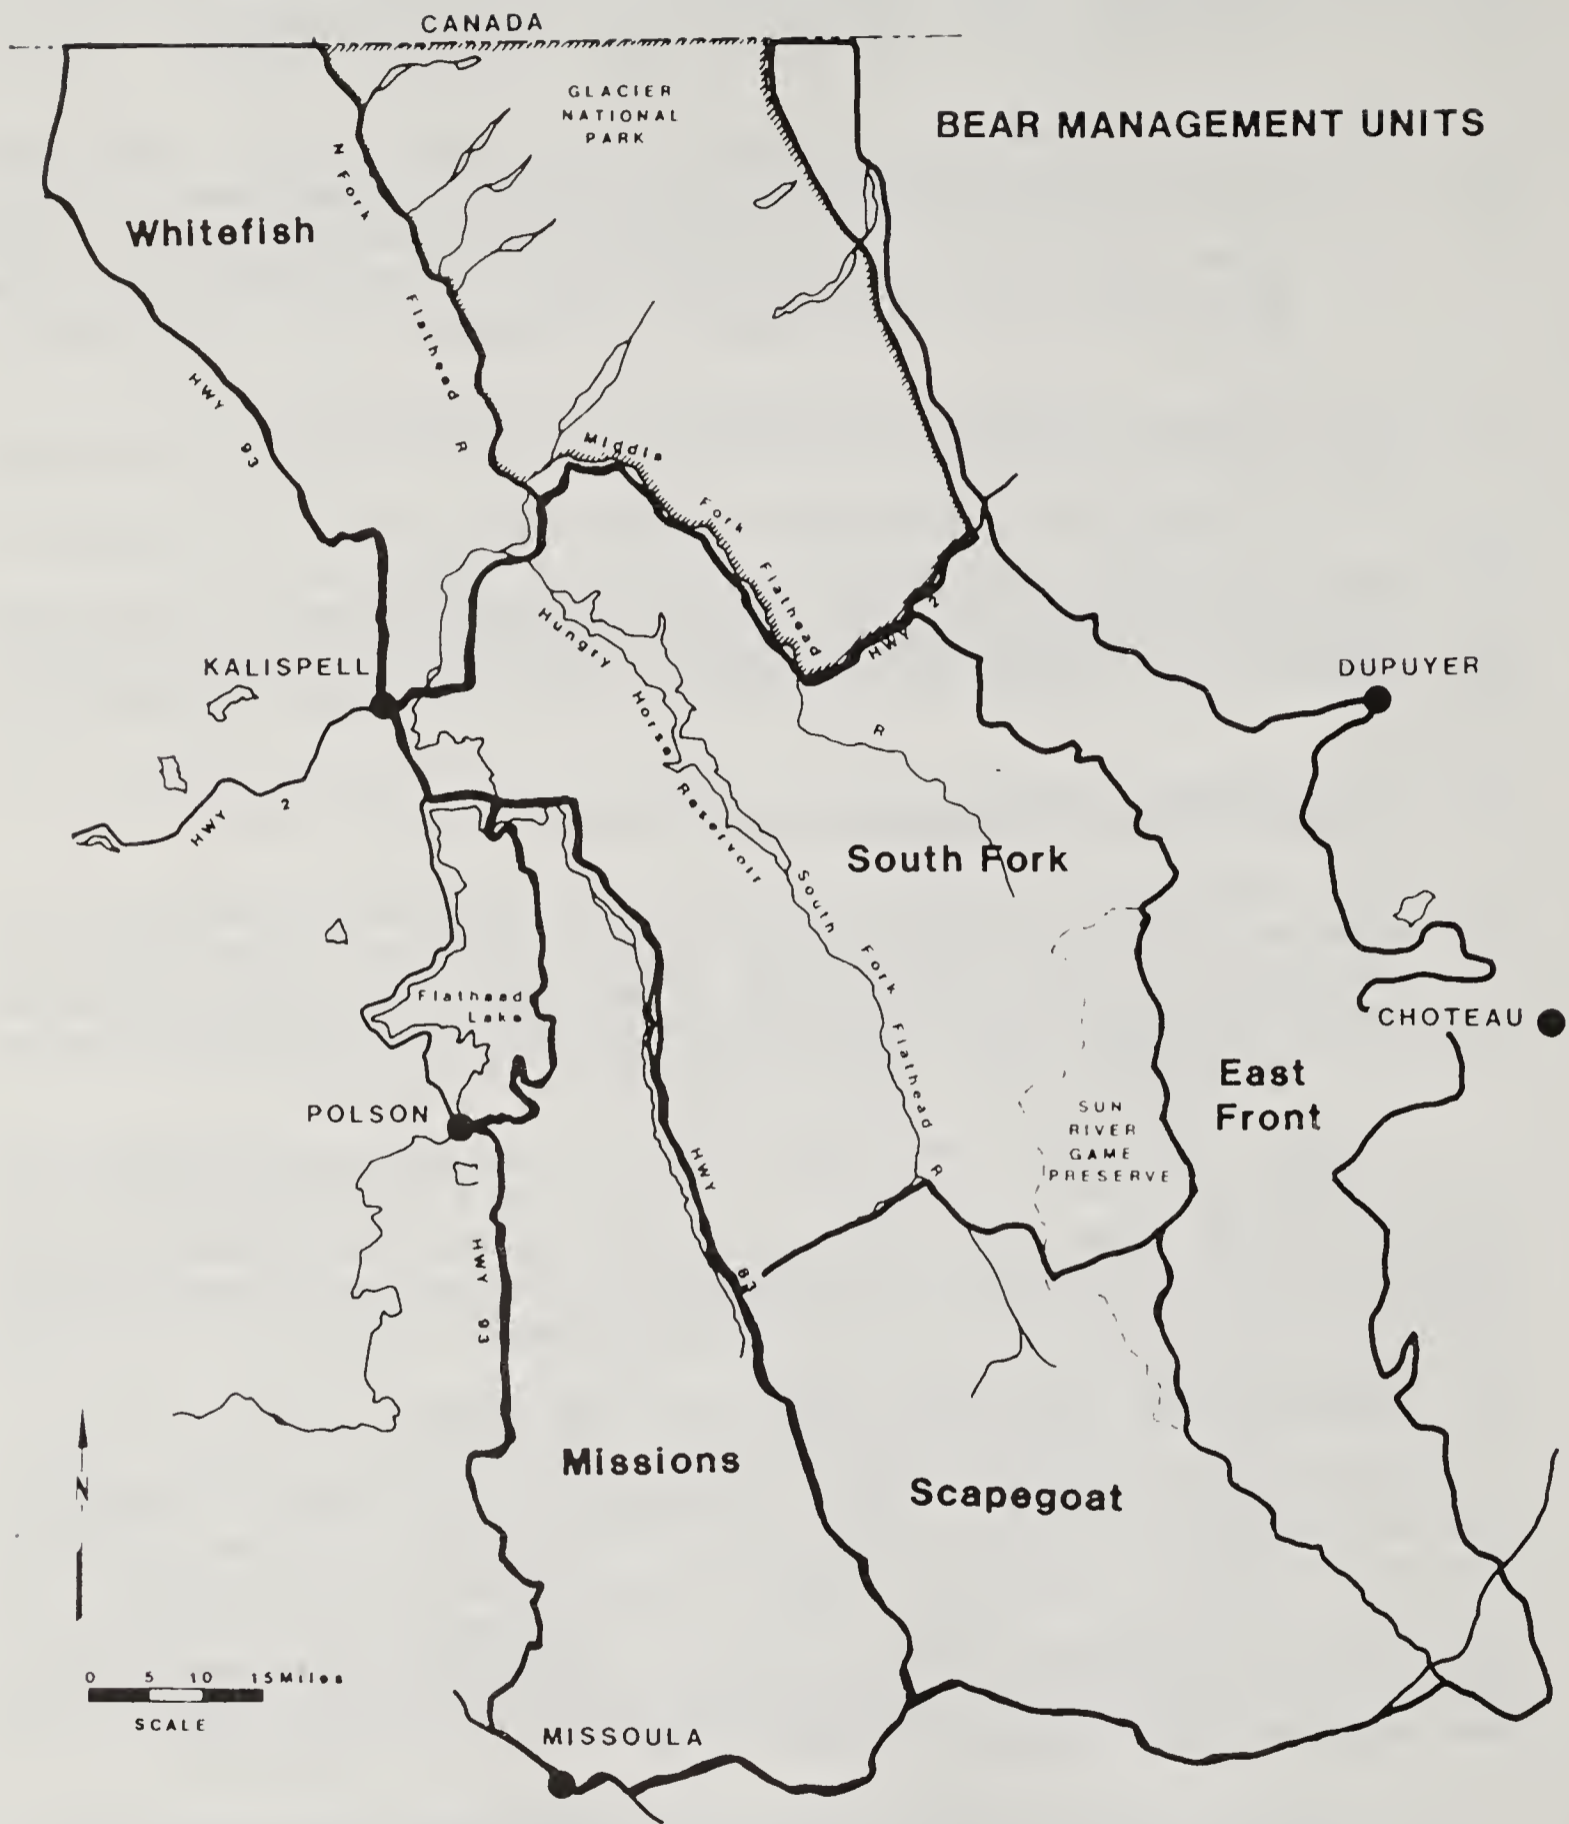 CANADA
GLACIER
NATIONAL
PARK
BEAR MANAGEMENT UNITS
N Fork
Whitefish
Flathead R
HWY 93
Middle
Fork
Flathead
HWY 2
Hungry
Horse
Reservoir
KALISPELL
DUPUYER
R
HWY 2
South Fork
South
Fork
Flathead
R
Flathead
Lake
CHOTEAU
East
Front
POLSON
SUN
RIVER
GAME
PRESERVE
HWY
83
HWY 93
Missions
Scapegoat
N
0 5 10 15 Miles
SCALE
MISSOULA